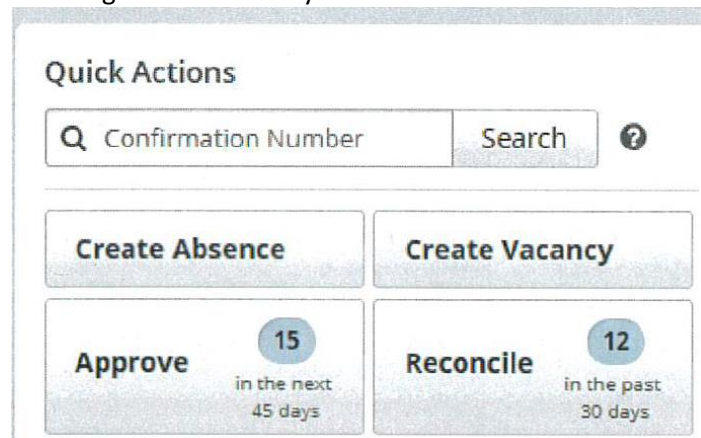 Quick Actions
Confirmation Number Search ?
Create Absence Create Vacancy
Approve 15 in the next 45 days
Reconcile 12 in the past 30 days